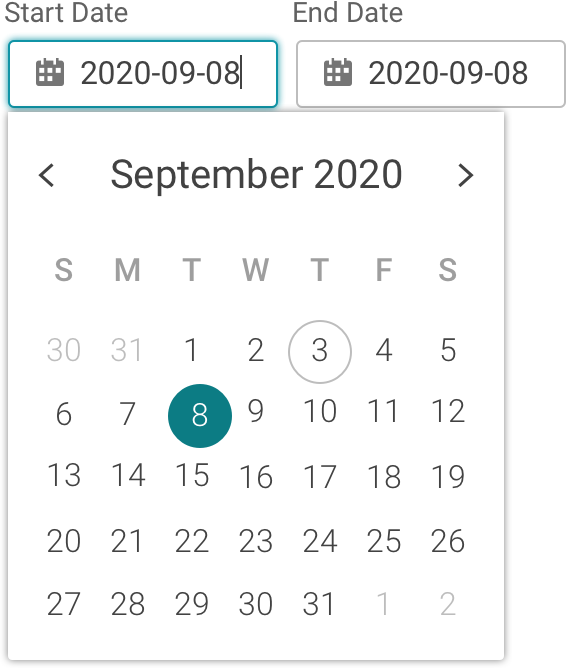 Start Date End Date
2020-09-08 2020-09-08
September 2020
S M T W T F S
30 31 1 2 3 4 5
6 7 8 9 10 11 12
13 14 15 16 17 18 19
20 21 22 23 24 25 26
27 28 29 30 31 1 2